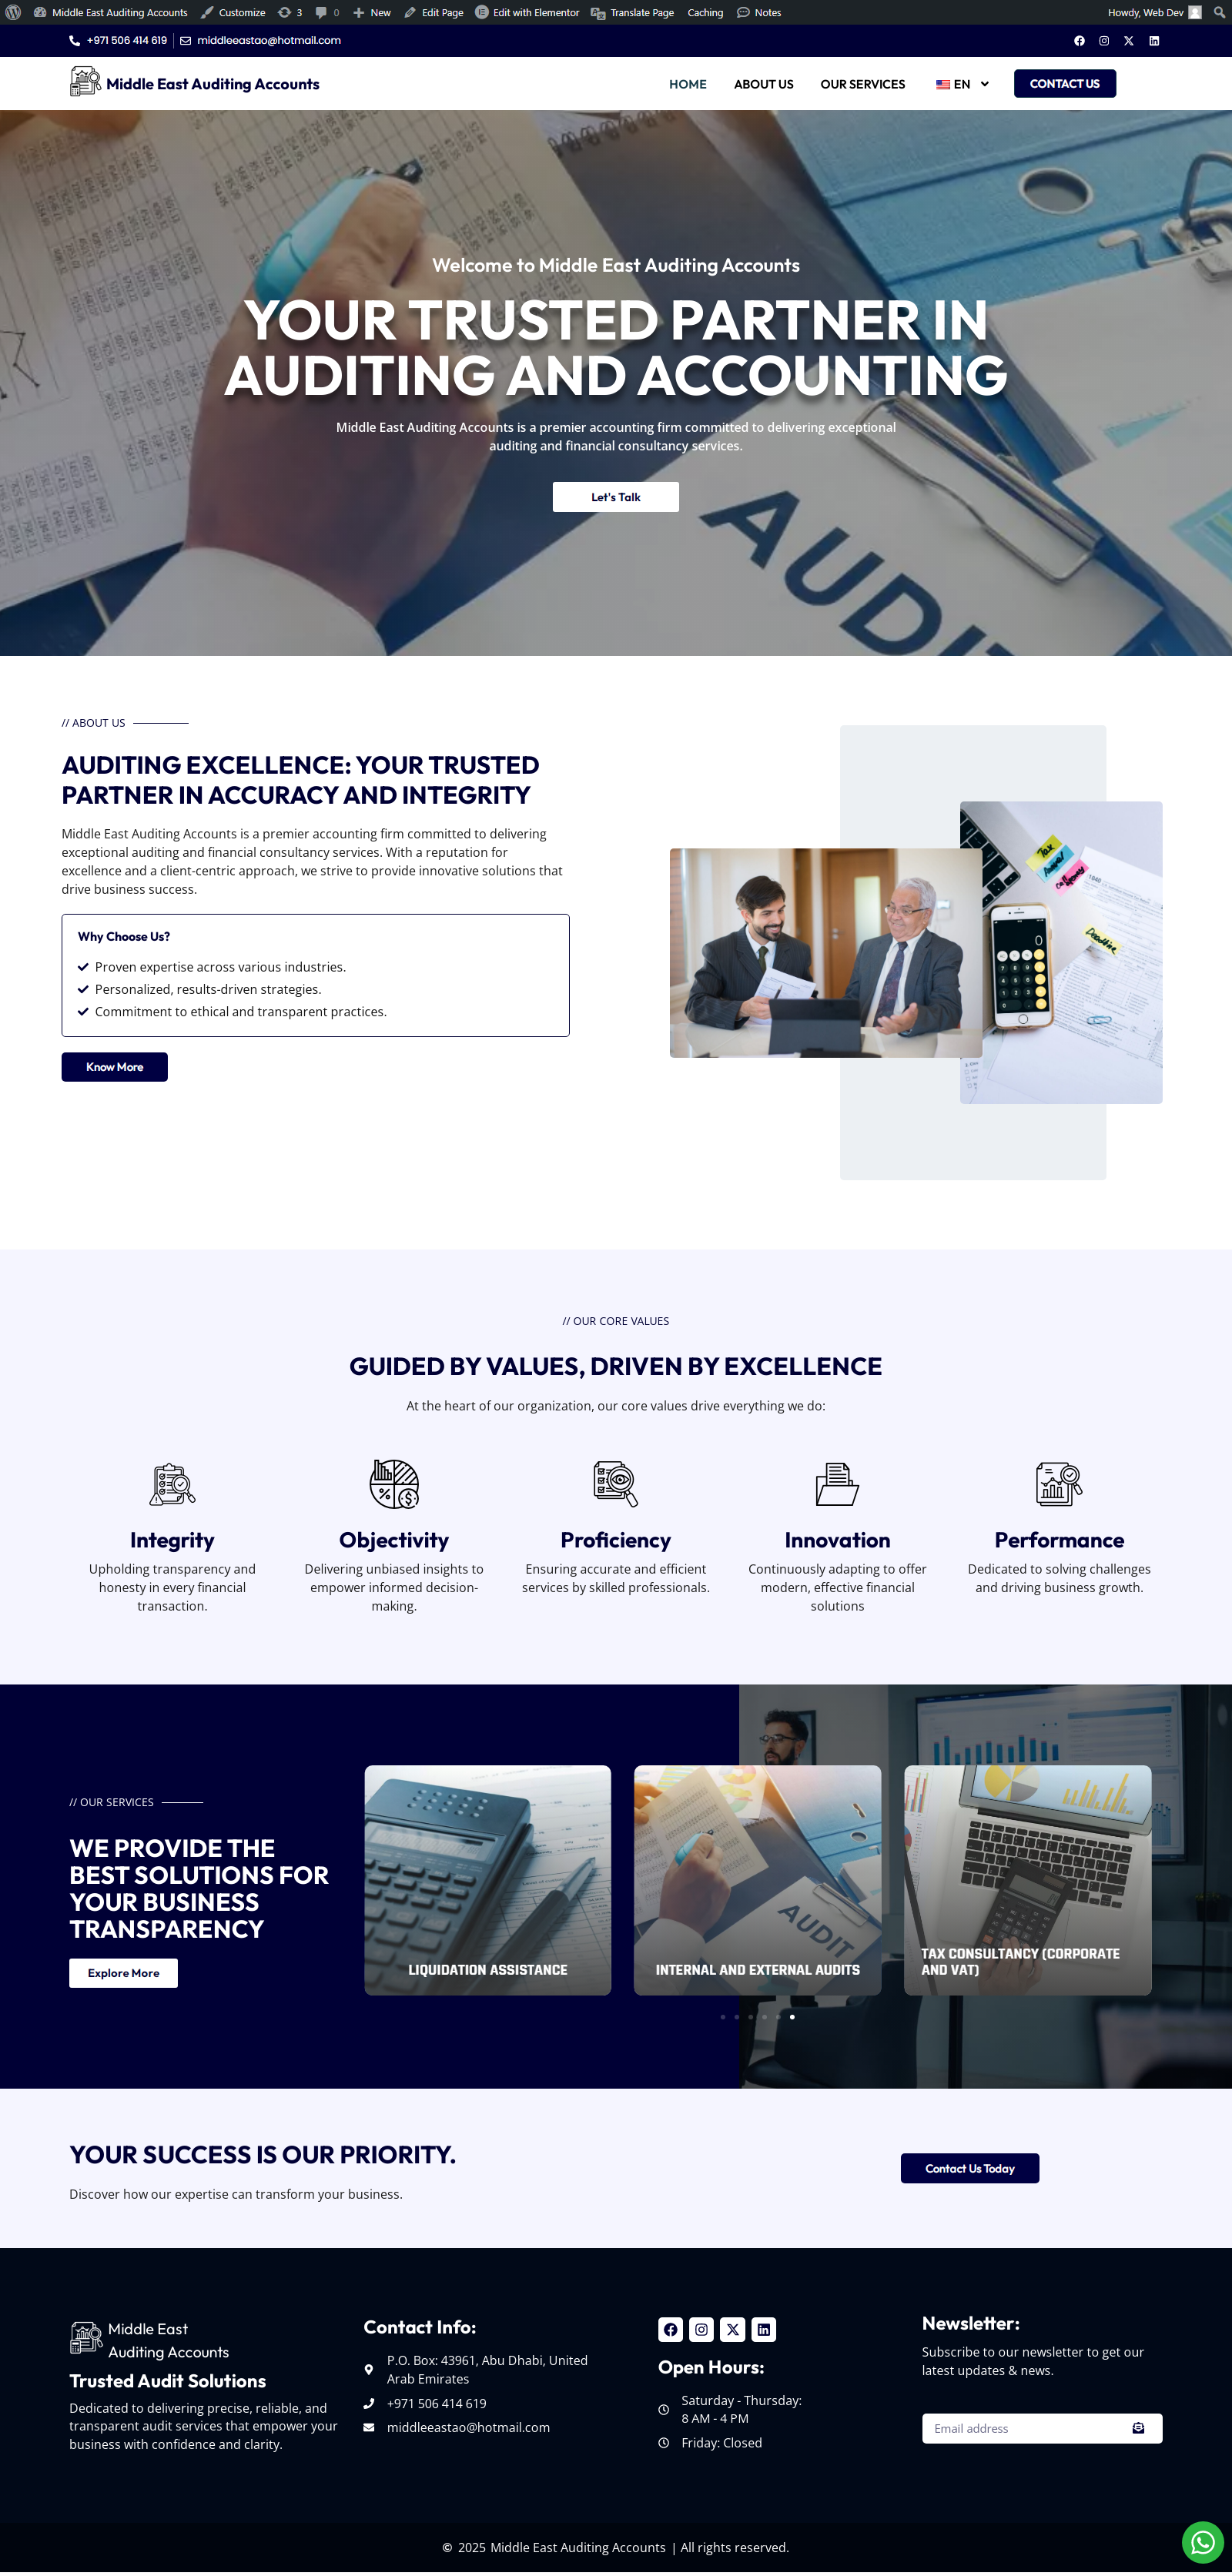 Middle East Auditing Accounts Customize 3 0 New Edit Page Edit with Elementor Translate Page Caching Notes Howdy, Web Dev
+971 506 414 619 middleeastao@hotmail.com
Middle East Auditing Accounts HOME ABOUT US OUR SERVICES EN CONTACT US
Welcome to Middle East Auditing Accounts
YOUR TRUSTED PARTNER IN
AUDITING AND ACCOUNTING
Middle East Auditing Accounts is a premier accounting firm committed to delivering exceptional
auditing and financial consultancy services.
Let's Talk
// ABOUT US
AUDITING EXCELLENCE: YOUR TRUSTED
PARTNER IN ACCURACY AND INTEGRITY
Middle East Auditing Accounts is a premier accounting firm committed to delivering
exceptional auditing and financial consultancy services. With a reputation for
excellence and a client-centric approach, we strive to provide innovative solutions that
drive business success.
Why Choose Us?
Proven expertise across various industries.
Personalized, results-driven strategies.
Commitment to ethical and transparent practices.
Know More
Tax
Deadline
// OUR CORE VALUES
GUIDED BY VALUES, DRIVEN BY EXCELLENCE
At the heart of our organization, our core values drive everything we do:
Integrity
Upholding transparency and
honesty in every financial
transaction.
Objectivity
Delivering unbiased insights to
empower informed decision-
making.
Proficiency
Ensuring accurate and efficient
services by skilled professionals.
Innovation
Continuously adapting to offer
modern, effective financial
solutions
Performance
Dedicated to solving challenges
and driving business growth.
// OUR SERVICES
WE PROVIDE THE
BEST SOLUTIONS FOR
YOUR BUSINESS
TRANSPARENCY
Explore More
LIQUIDATION ASSISTANCE
AUDIT
INTERNAL AND EXTERNAL AUDITS
TAX CONSULTANCY (CORPORATE
AND VAT)
YOUR SUCCESS IS OUR PRIORITY.
Discover how our expertise can transform your business.
Contact Us Today
Middle East
Auditing Accounts
Trusted Audit Solutions
Dedicated to delivering precise, reliable, and
transparent audit services that empower your
business with confidence and clarity.
Contact Info:
P.O. Box: 43961, Abu Dhabi, United
Arab Emirates
+971 506 414 619
middleeastao@hotmail.com
Open Hours:
Saturday - Thursday:
8 AM - 4 PM
Friday: Closed
Newsletter:
Subscribe to our newsletter to get our
latest updates & news.
Email address
© 2025 Middle East Auditing Accounts | All rights reserved.